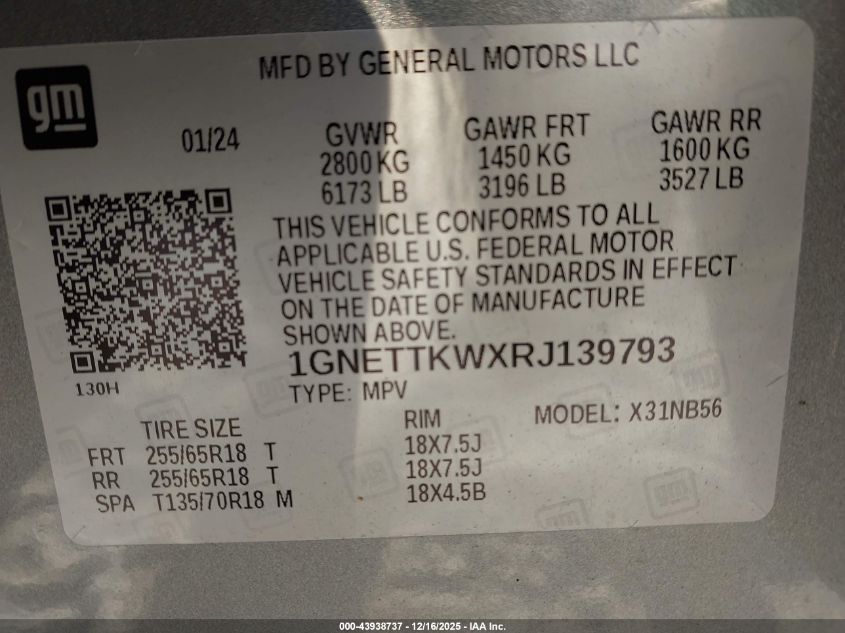 MFD BY GENERAL MOTORS LLC
gm
01/24
GVWR GAWR FRT GAWR RR
2800 KG 1450 KG 1600 KG
6173 LB 3196 LB 3527 LB
THIS VEHICLE CONFORMS TO ALL
APPLICABLE U.S. FEDERAL MOTOR
VEHICLE SAFETY STANDARDS IN EFFECT
ON THE DATE OF MANUFACTURE
SHOWN ABOVE.
1GNETTKWXRJ139793
130H
TYPE: MPV
MODEL: X31NB56
TIRE SIZE RIM
FRT 255/65R18 T 18X7.5J
RR 255/65R18 T 18X7.5J
SPA T135/70R18 M 18X4.5B
000-43938737 - 12/16/2025 - IAA Inc.